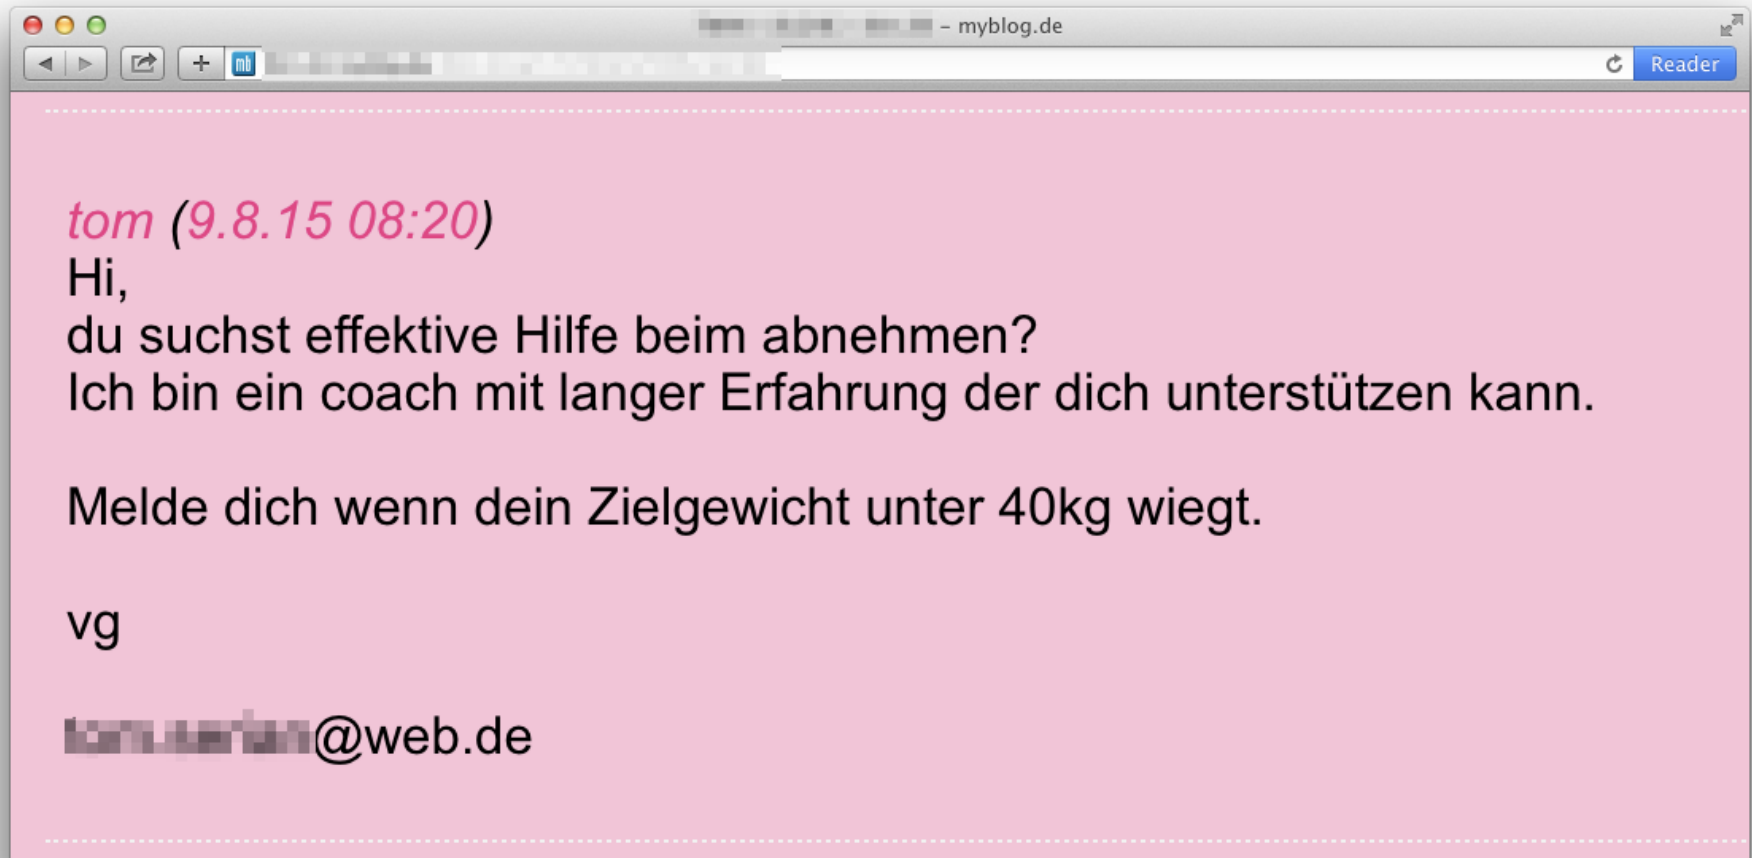 – myblog.de
mb
Reader
tom (9.8.15 08:20)
Hi,
du suchst effektive Hilfe beim abnehmen?
Ich bin ein coach mit langer Erfahrung der dich unterstützen kann.
Melde dich wenn dein Zielgewicht unter 40kg wiegt.
vg
@web.de